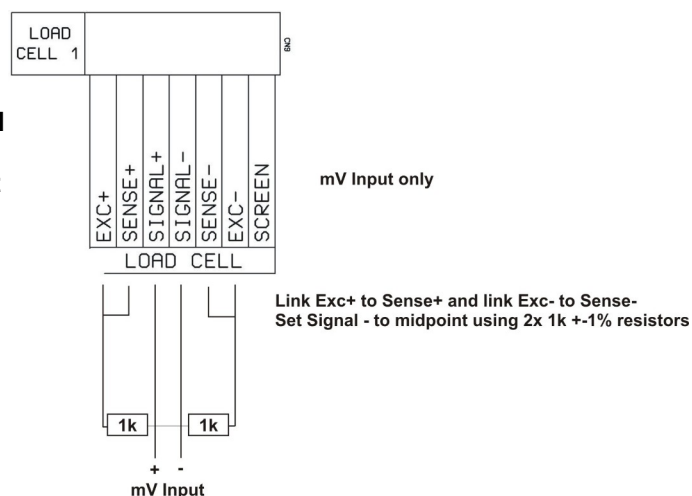 LOAD
CELL 1
CN9
EXC+
SENSE+
SIGNAL+
SIGNAL-
SENSE-
EXC-
SCREEN
LOAD CELL
mV Input only
Link Exc+ to Sense+ and link Exc- to Sense-
Set Signal - to midpoint using 2x 1k +-1% resistors
1k
1k
+ -
mV Input